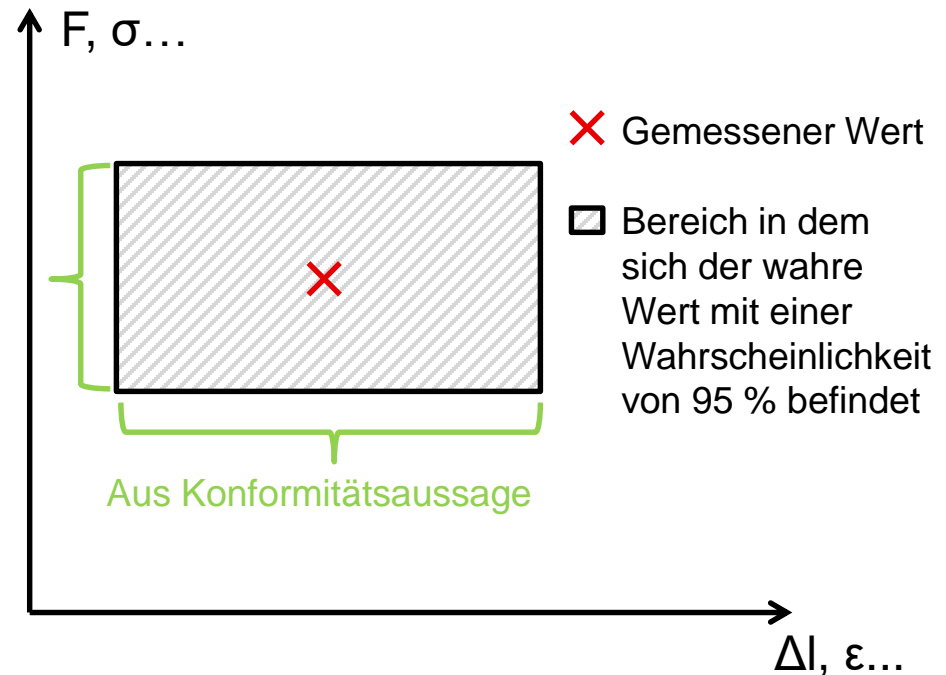 F, σ…
Gemessener Wert
Bereich in dem
sich der wahre
Wert mit einer
Wahrscheinlichkeit
von 95 % befindet
Aus Konformitätsaussage
Δl, ε...